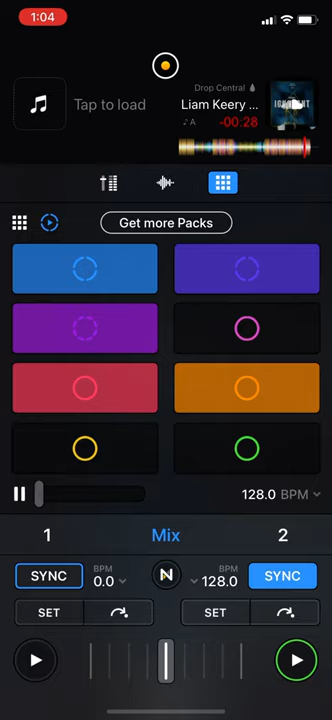 1:04
Drop Central
Tap to load
Liam Keery ...
A
-00:28
Get more Packs
128.0 BPM
1
Mix
2
SYNC
BPM
0.0
N
BPM
128.0
SYNC
SET
SET